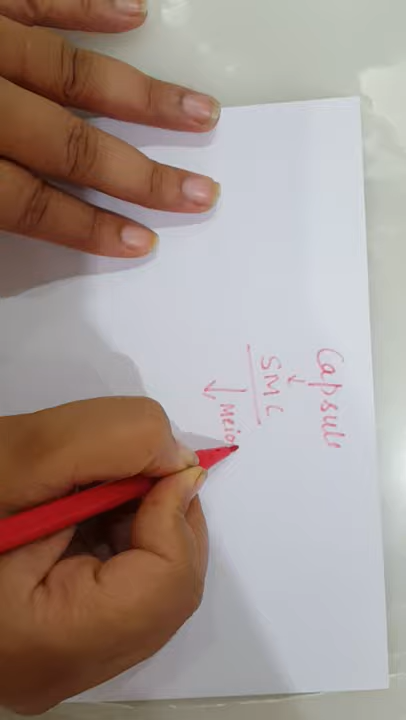 Capsule
↓
SMC
↓ Meio